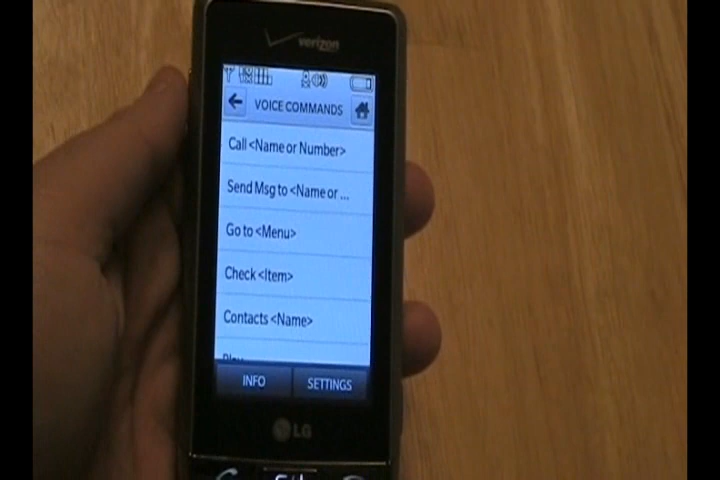 verizon
VOICE COMMANDS
Call <Name or Number>
Send Msg to <Name or ...
Go to <Menu>
Check <Item>
Contacts <Name>
INFO SETTINGS
LG